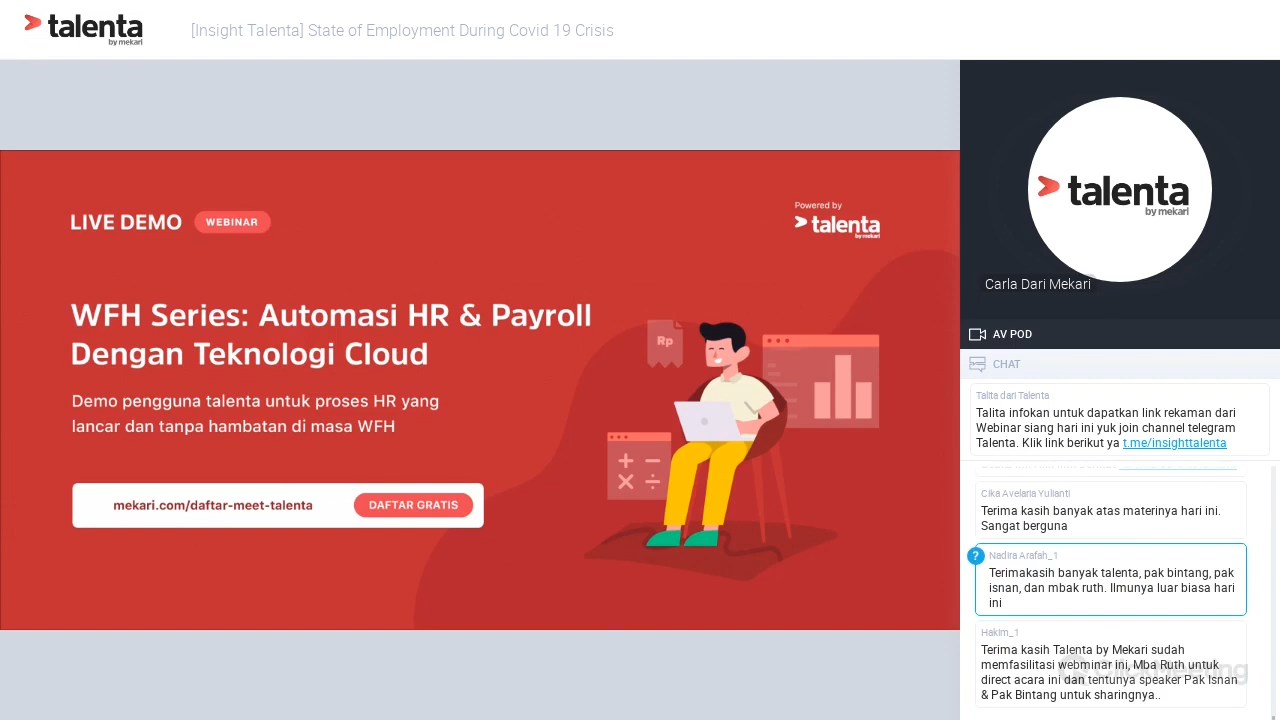 talenta
by mekari
[Insight Talenta] State of Employment During Covid 19 Crisis
LIVE DEMO WEBINAR
Powered by
talenta
by mekari
WFH Series: Automasi HR & Payroll
Dengan Teknologi Cloud
Demo pengguna talenta untuk proses HR yang
lancar dan tanpa hambatan di masa WFH
mekari.com/daftar-meet-talenta DAFTAR GRATIS
Rp
talenta
by mekari
Carla Dari Mekari
AV POD
CHAT
Talita dari Talenta
Talita infokan untuk dapatkan link rekaman dari
Webinar siang hari ini yuk join channel telegram
Talenta. Klik link berikut ya t.me/insighttalenta
Cika Avelaria Yulianti
Terima kasih banyak atas materinya hari ini.
Sangat berguna
?
Nadira Arafah_1
Terimakasih banyak talenta, pak bintang, pak
isnan, dan mbak ruth. Ilmunya luar biasa hari
ini
Hakim_1
Terima kasih Talenta by Mekari sudah
memfasilitasi webminar ini, Mba Ruth untuk
direct acara ini dan tentunya speaker Pak Isnan
& Pak Bintang untuk sharingnya..
ClickMeeting